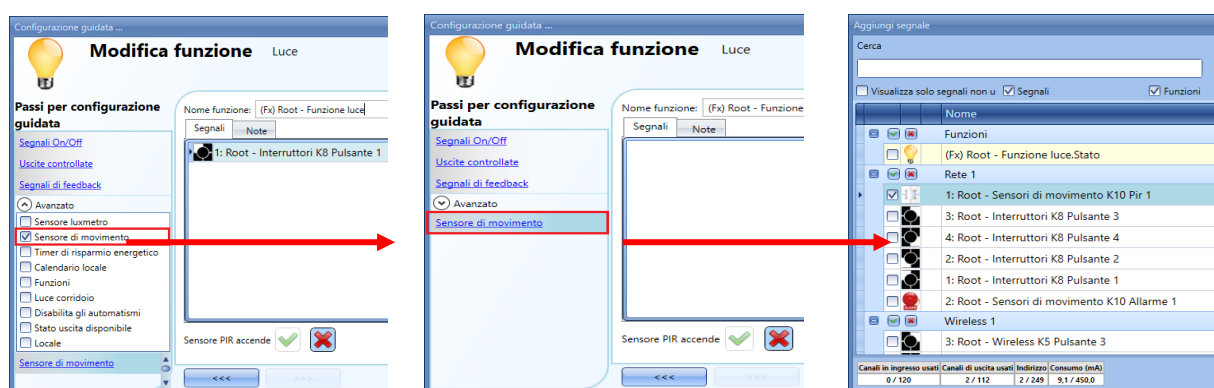 Configurazione guidata ...
Modifica funzione Luce
Passi per configurazione
guidata
Segnali On/Off
Uscite controllate
Segnali di feedback
Avanzato
Sensore luxmetro
Sensore di movimento
Timer di risparmio energetico
Calendario locale
Funzioni
Luce corridoio
Disabilita gli automatismi
Stato uscita disponibile
Locale
Sensore di movimento
Nome funzione: (Fx) Root - Funzione luce
Segnali Note
1: Root - Interruttori K8 Pulsante 1
Sensore PIR accende
<<< >>>
Configurazione guidata ...
Modifica funzione Luce
Passi per configurazione
guidata
Segnali On/Off
Uscite controllate
Segnali di feedback
Avanzato
Sensore di movimento
Nome funzione: (Fx) Root - Funzione
Segnali Note
Sensore PIR accende
<<< >>>
Aggiungi segnale
Cerca
Visualizza solo segnali non u Segnali Funzioni
Nome
Funzioni
(Fx) Root - Funzione luce.Stato
Rete 1
1: Root - Sensori di movimento K10 Pir 1
3: Root - Interruttori K8 Pulsante 3
4: Root - Interruttori K8 Pulsante 4
2: Root - Interruttori K8 Pulsante 2
1: Root - Interruttori K8 Pulsante 1
2: Root - Sensori di movimento K10 Allarme 1
Wireless 1
3: Root - Wireless K5 Pulsante 3
Canali in ingresso usati Canali di uscita usati Indirizzo Consumo (mA)
0 / 120 2 / 112 2 / 249 9,1 / 450,0